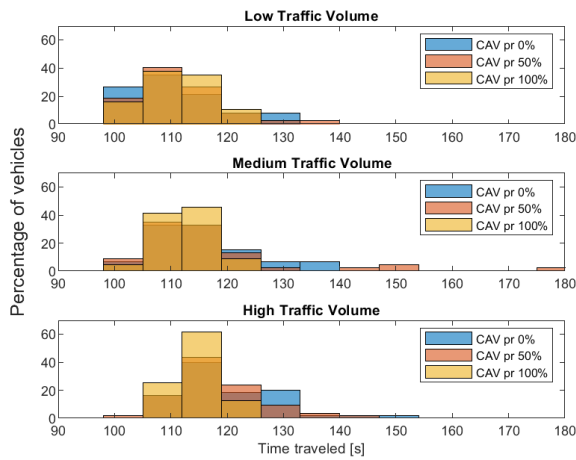 Low Traffic Volume
60
40
20
0
CAV pr 0%
CAV pr 50%
CAV pr 100%
90 100 110 120 130 140 150 160 170 180
Medium Traffic Volume
60
40
20
0
CAV pr 0%
CAV pr 50%
CAV pr 100%
90 100 110 120 130 140 150 160 170 180
Percentage of vehicles
High Traffic Volume
60
40
20
0
CAV pr 0%
CAV pr 50%
CAV pr 100%
90 100 110 120 130 140 150 160 170 180
Time traveled [s]